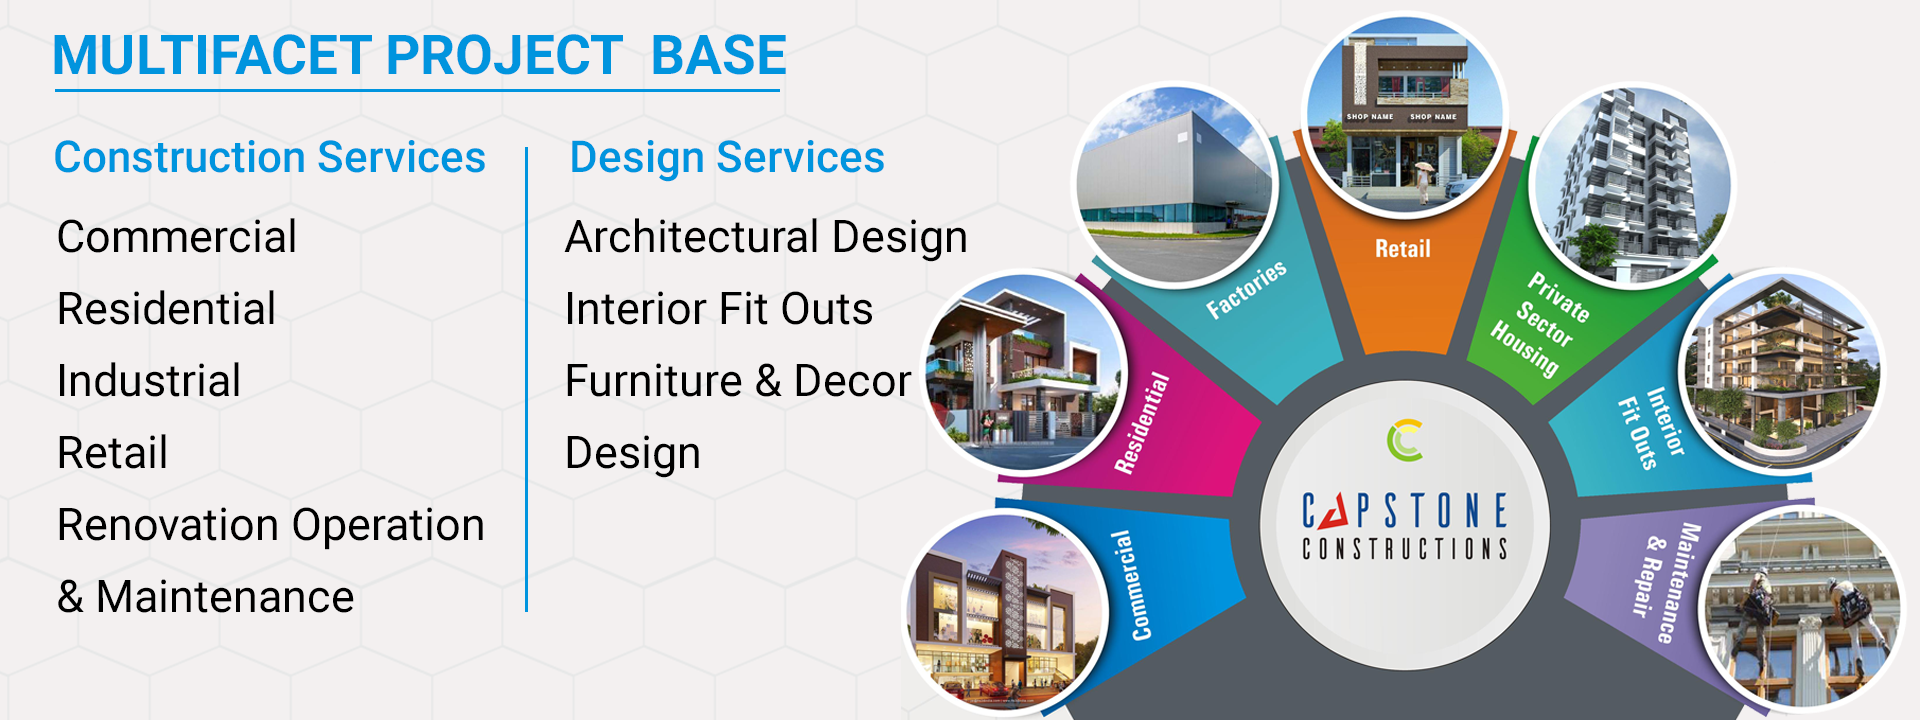 MULTIFACET PROJECT BASE
Construction Services
Commercial
Residential
Industrial
Retail
Renovation Operation
& Maintenance
Design Services
Architectural Design
Interior Fit Outs
Furniture & Decor
Design
Commercial
Residential
Factories
SHOP NAME SHOP NAME
Retail
Private
Sector
Housing
Interior
Fit Outs
Maintenance
& Repair
CAPSTONE
CONSTRUCTIONS